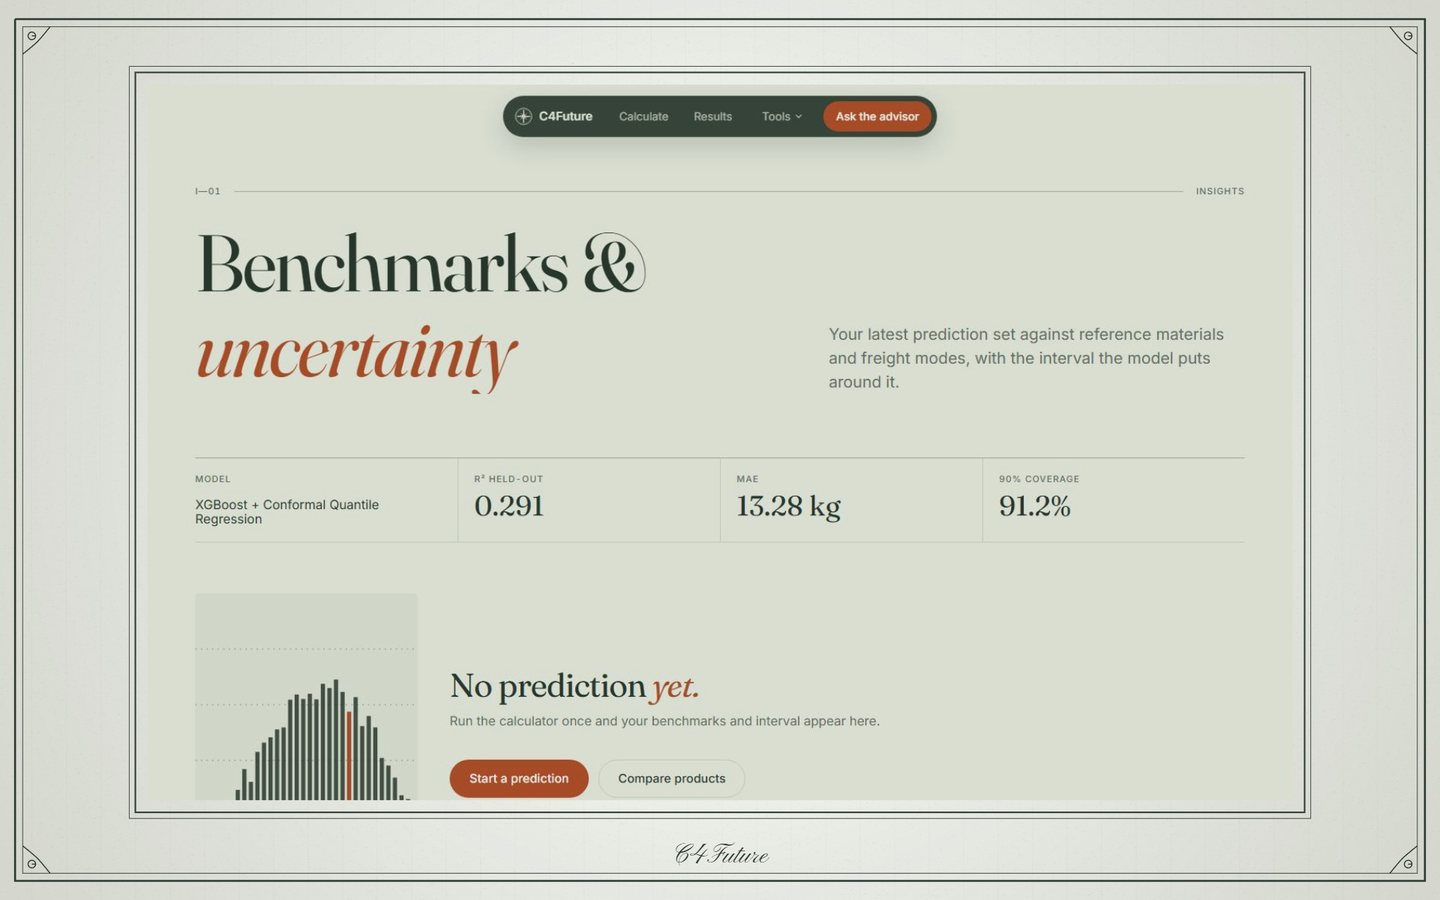 C4Future Calculate Results Tools Ask the advisor
I—01 INSIGHTS
Benchmarks &
uncertainty
Your latest prediction set against reference materials
and freight modes, with the interval the model puts
around it.
MODEL
XGBoost + Conformal Quantile
Regression
R² HELD-OUT
0.291
MAE
13.28 kg
90% COVERAGE
91.2%
No prediction yet.
Run the calculator once and your benchmarks and interval appear here.
Start a prediction
Compare products
C4Future